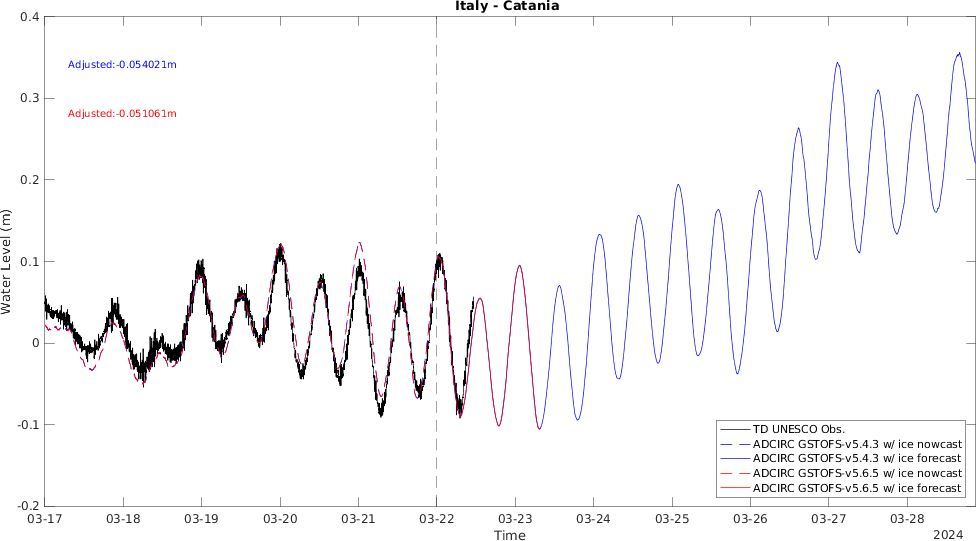 Italy - Catania
0.4
Adjusted:-0.054021m
0.3
Adjusted:-0.051061m
0.2
0.1
0
-0.1
-0.2
Water Level (m)
TD UNESCO Obs.
ADCIRC GSTOFS-v5.4.3 w/ ice nowcast
ADCIRC GSTOFS-v5.4.3 w/ ice forecast
ADCIRC GSTOFS-v5.6.5 w/ ice nowcast
ADCIRC GSTOFS-v5.6.5 w/ ice forecast
03-17 03-18 03-19 03-20 03-21 03-22 03-23 03-24 03-25 03-26 03-27 03-28
Time
2024